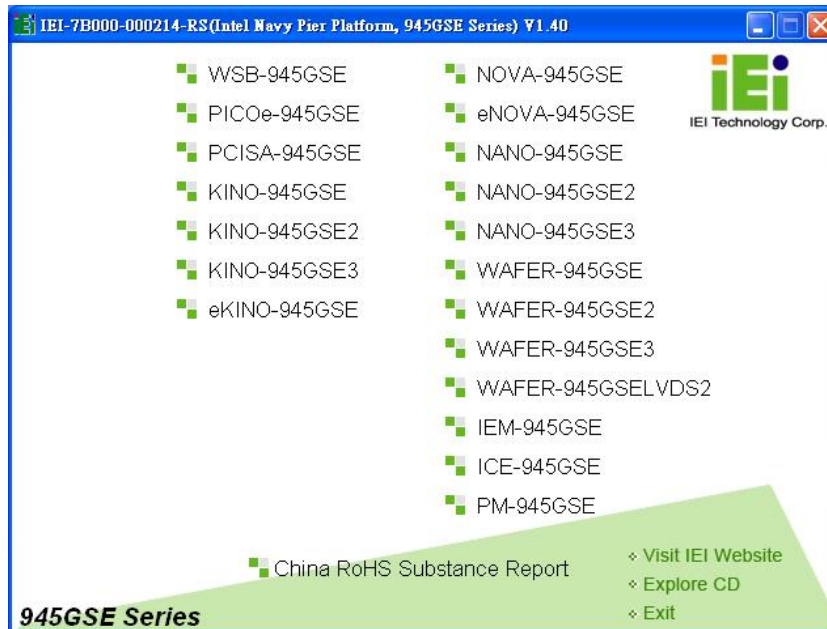 IEI-7B000-000214-RS(Intel Navy Pier Platform, 945GSE Series) V1.40
WSB-945GSE
PICOe-945GSE
PCISA-945GSE
KINO-945GSE
KINO-945GSE2
KINO-945GSE3
eKINO-945GSE
NOVA-945GSE
eNOVA-945GSE
NANO-945GSE
NANO-945GSE2
NANO-945GSE3
WAFER-945GSE
WAFER-945GSE2
WAFER-945GSE3
WAFER-945GSELVDS2
IEM-945GSE
ICE-945GSE
PM-945GSE
iEi
IEI Technology Corp.
China RoHS Substance Report
Visit IEI Website
Explore CD
Exit
945GSE Series